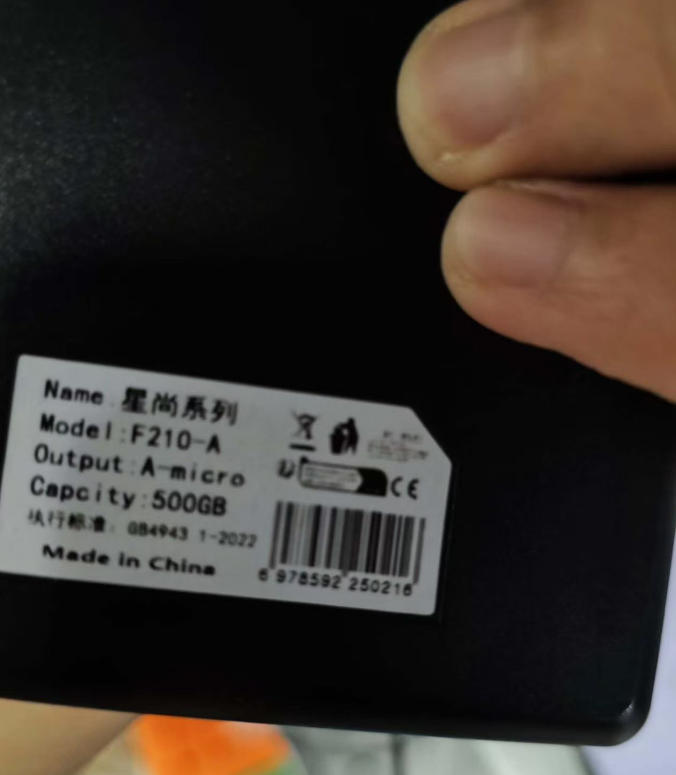 Name 星尚系列
Model:F210-A
Output:A-micro
Capcity:500GB
执行标准: GB4943 1-2022
Made in China
CE
6 978592 250216